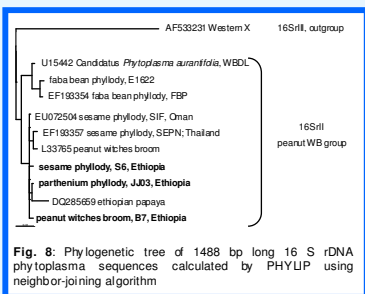 AF533231 Western X 16SrIII, outgroup
U15442 Candidatus Phytoplasma aurantifolia, WBDL
faba bean phyllody, E1622
EF193354 faba bean phyllody, FBP
EU072504 sesame phyllody, SIF, Oman
EF193357 sesame phyllody, SEPN; Thailand
L33765 peanut witches broom
16SrII
peanut WB group
sesame phyllody, S6, Ethiopia
parthenium phyllody, JJ03, Ethiopia
DQ285659 ethiopian papaya
peanut witches broom, B7, Ethiopia
Fig. 8: Phylogenetic tree of 1488 bp long 16 S rDNA
phytoplasma sequences calculated by PHYLIP using
neighbor-joining algorithm